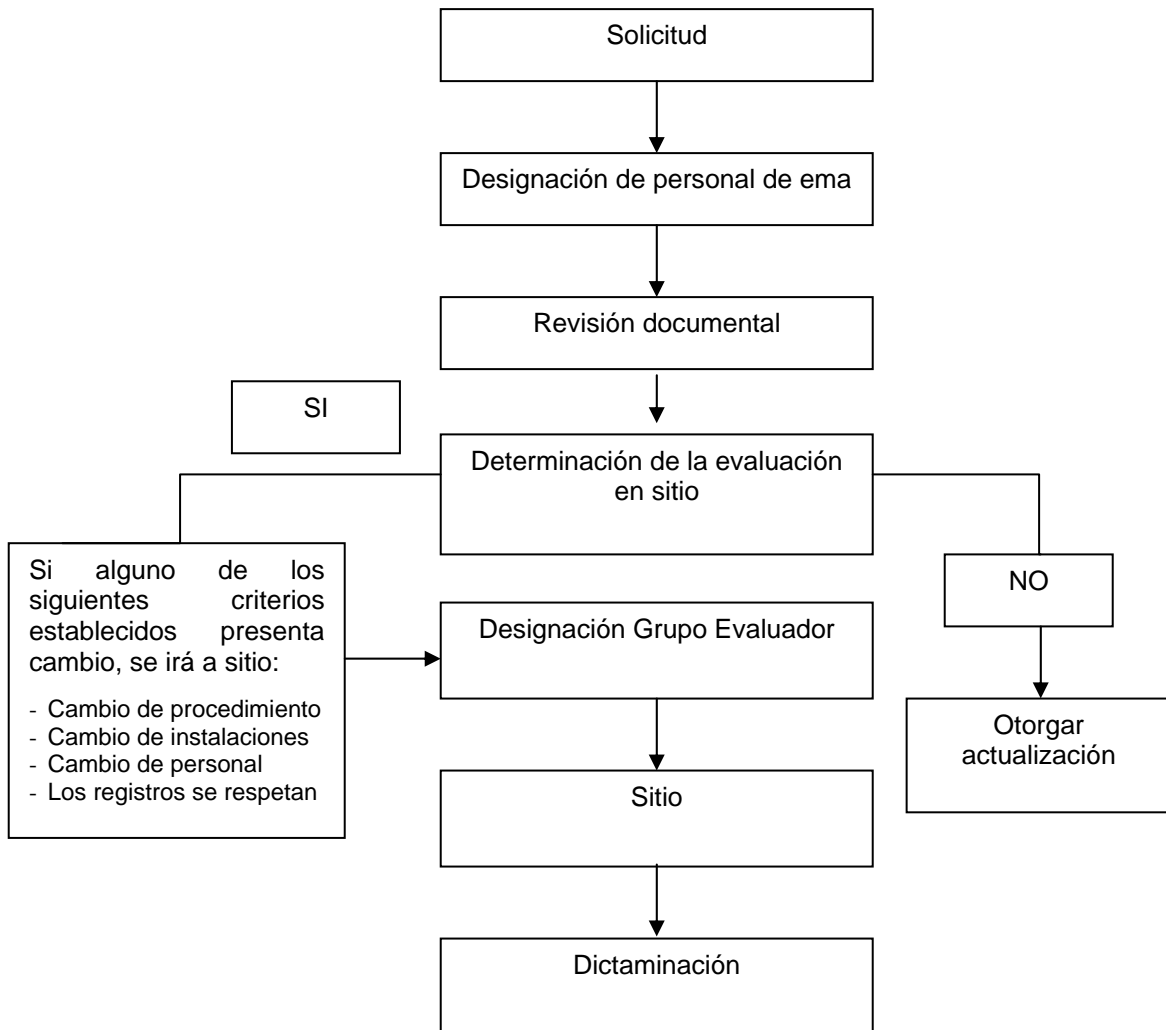 Solicitud
Designación de personal de ema
Revisión documental
SI
Determinación de la evaluación
en sitio
Si alguno de los
siguientes criterios
establecidos presenta
cambio, se irá a sitio:
- Cambio de procedimiento
- Cambio de instalaciones
- Cambio de personal
- Los registros se respetan
NO
Designación Grupo Evaluador
Otorgar
actualización
Sitio
Dictaminación